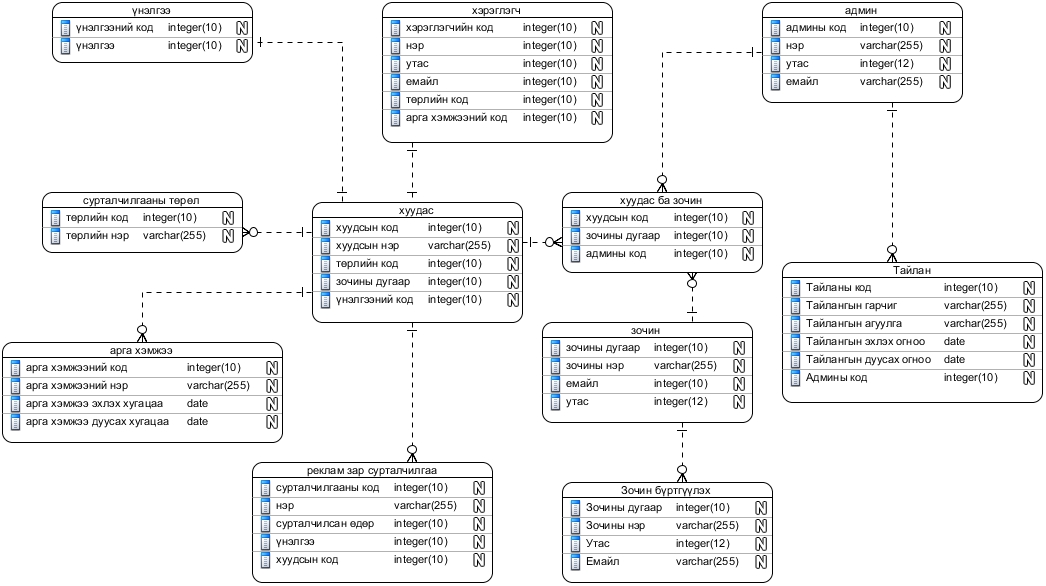 үнэлгээ
үнэлгээний код integer(10)
үнэлгээ integer(10)
хэрэглэгч
хэрэглэгчийн код integer(10)
нэр integer(10)
утас integer(10)
емайл integer(10)
төрлийн код integer(10)
арга хэмжээний код integer(10)
админ
админы код integer(10)
нэр varchar(255)
утас integer(12)
емайл varchar(255)
сурталчилгааны төрөл
төрлийн код integer(10)
төрлийн нэр varchar(255)
хуудас
хуудсын код integer(10)
хуудсын нэр varchar(255)
төрлийн код integer(10)
зочины дугаар integer(10)
үнэлгээний код integer(10)
хуудас ба зочин
хуудсын код integer(10)
зочины дугаар integer(10)
админы код integer(10)
Тайлан
Тайланы код integer(10)
Тайлангын гарчиг varchar(255)
Тайлангын агуулга varchar(255)
Тайлангын эхлэх огноо date
Тайлангын дуусах огноо date
Админы код integer(10)
арга хэмжээ
арга хэмжээний код integer(10)
арга хэмжээний нэр varchar(255)
арга хэмжээ эхлэх хугацаа date
арга хэмжээ дуусах хугацаа date
зочин
зочины дугаар integer(10)
зочины нэр varchar(255)
емайл integer(10)
утас integer(12)
реклам зар сурталчилгаа
сурталчилгааны код integer(10)
нэр varchar(255)
сурталчилсан өдөр integer(10)
үнэлгээ integer(10)
хуудсын код integer(10)
Зочин бүртгүүлэх
Зочины дугаар integer(10)
Зочины нэр varchar(255)
Утас integer(12)
Емайл varchar(255)